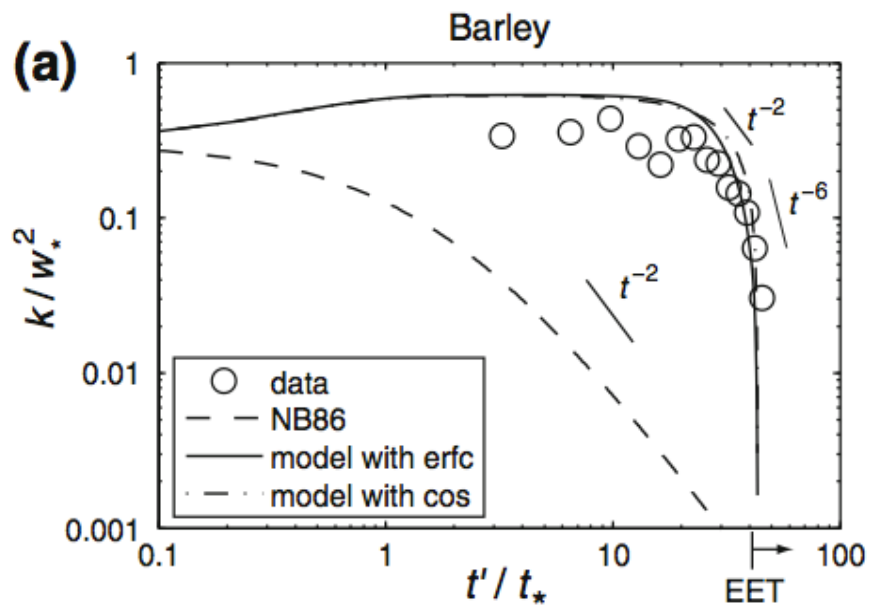 Barley
(a)
1
0.1
0.01
0.001
k / w*²
t⁻²
t⁻⁶
t⁻²
data
NB86
model with erfc
model with cos
0.1 1 10 100
t' / t* EET